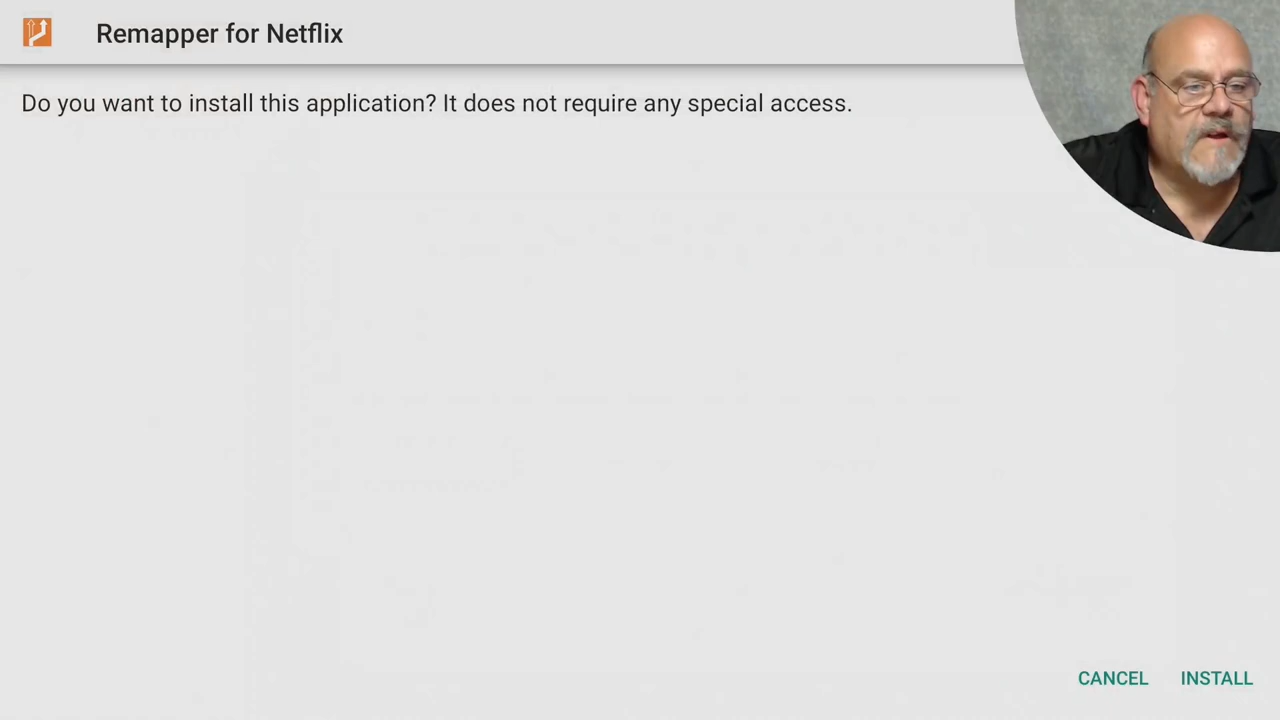 Remapper for Netflix
Do you want to install this application? It does not require any special access.
CANCEL INSTALL